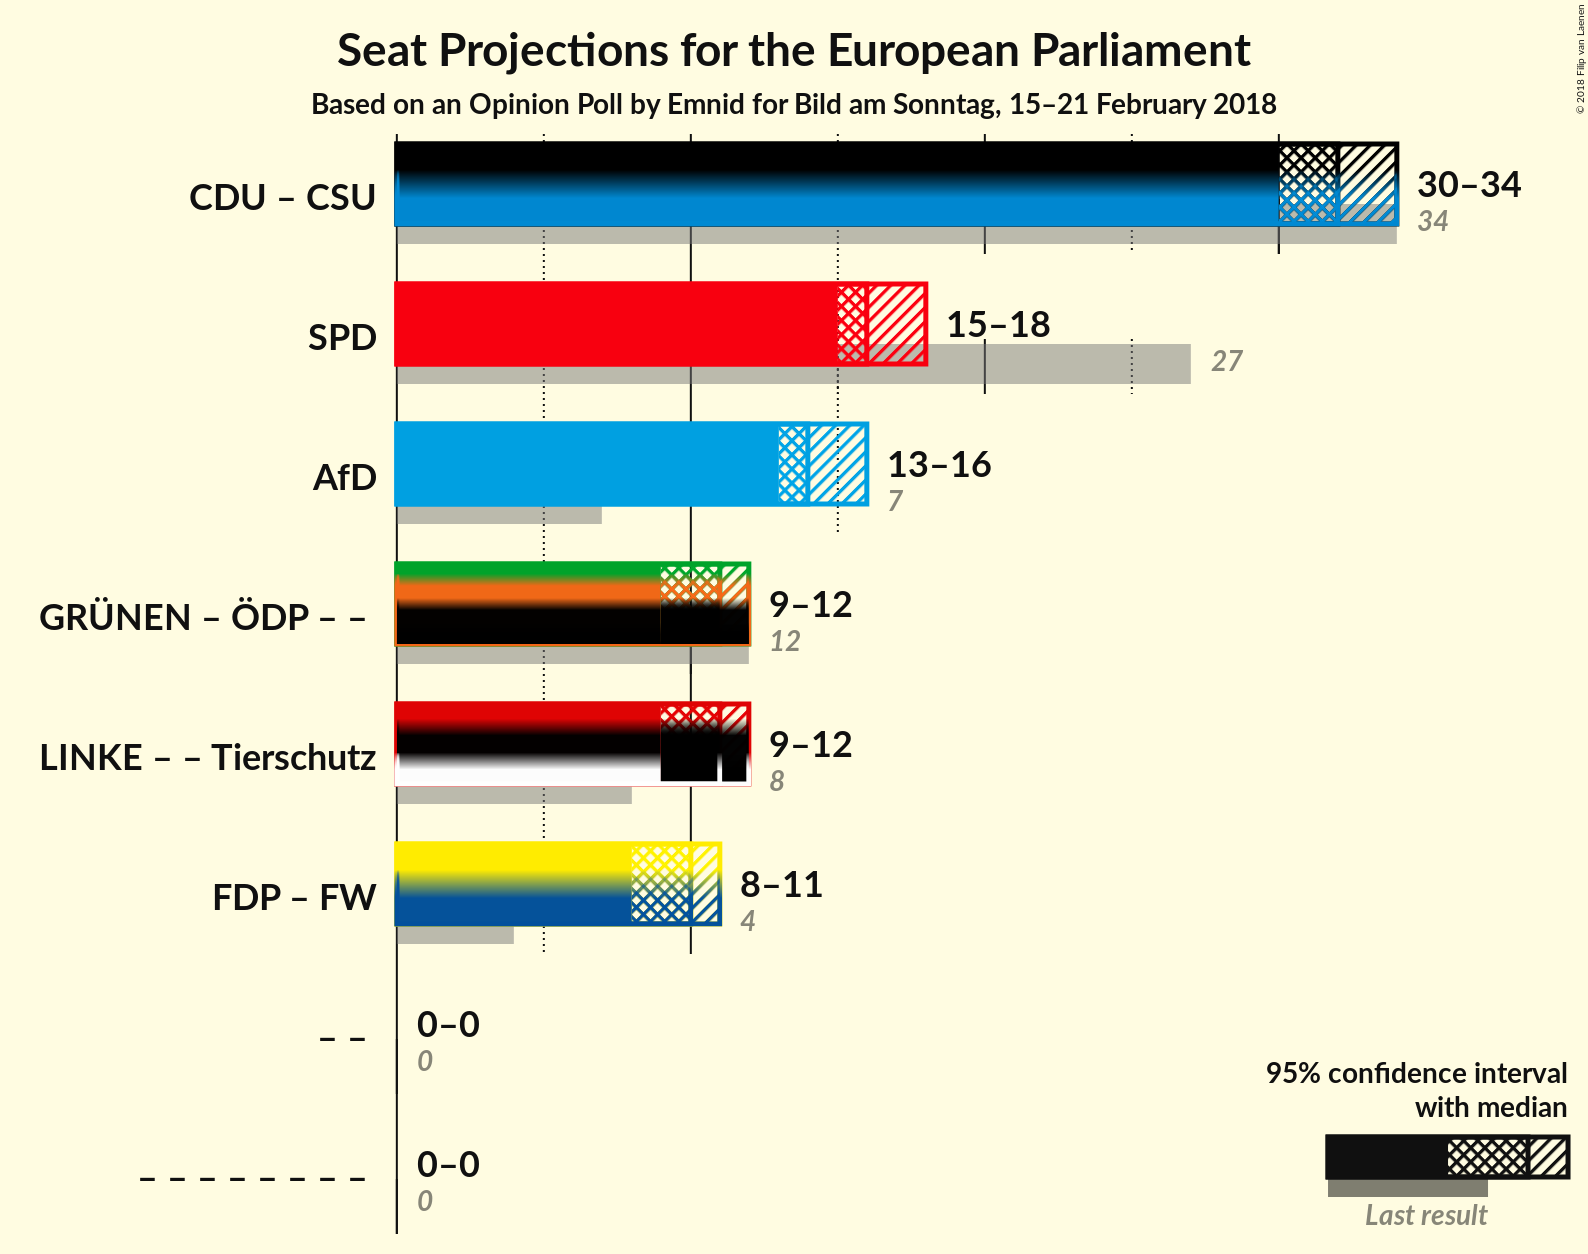 Seat Projections for the European Parliament
Based on an Opinion Poll by Emnid for Bild am Sonntag, 15–21 February 2018
© 2018 Filip van Laenen
CDU – CSU
30–34
34
SPD
15–18
27
AfD
13–16
7
GRÜNEN – ÖDP – –
9–12
12
LINKE – – Tierschutz
9–12
8
FDP – FW
8–11
4
– –
0–0
0
– – – – – – – –
0–0
0
95% confidence interval
with median
Last result